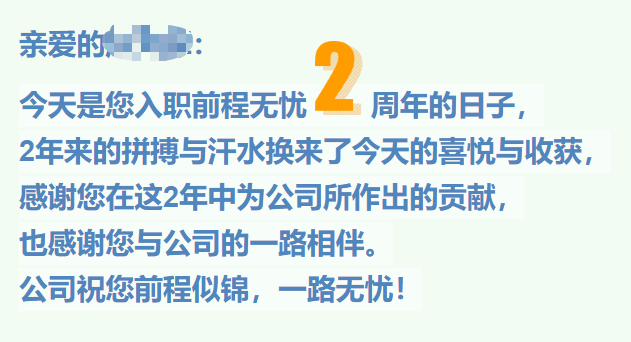 亲爱的:
今天是您入职前程无忧2周年的日子，
2年来的拼搏与汗水换来了今天的喜悦与收获，
感谢您在这2年中为公司所作出的贡献，
也感谢您与公司的一路相伴。
公司祝您前程似锦，一路无忧！